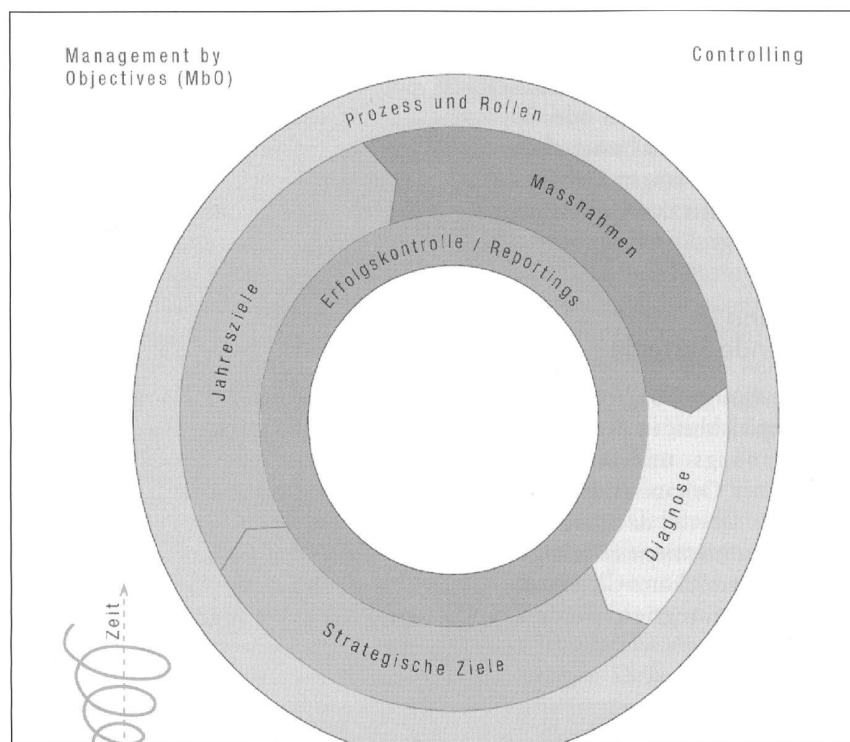 Management by
Objectives (MbO)
Controlling
Prozess und Rollen
Massnahmen
Erfolgskontrolle / Reportings
Jahresziele
Diagnose
Strategische Ziele
Zeit